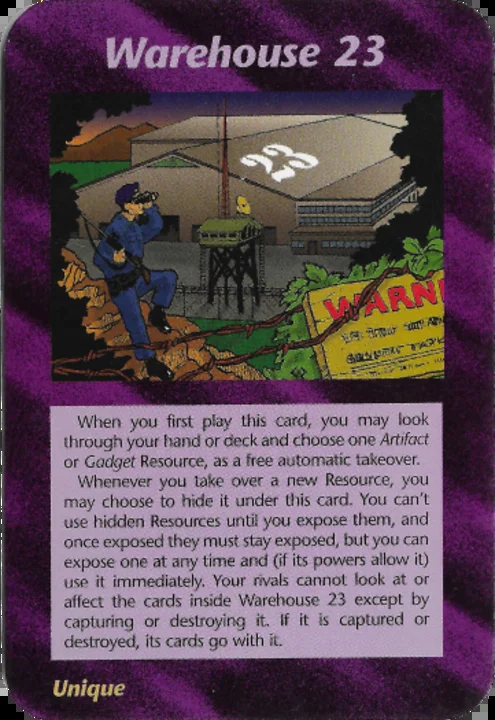 Warehouse 23
23
WARN
When you first play this card, you may look
through your hand or deck and choose one Artifact
or Gadget Resource, as a free automatic takeover.
Whenever you take over a new Resource, you
may choose to hide it under this card. You can't
use hidden Resources until you expose them, and
once exposed they must stay exposed, but you can
expose one at any time and (if its powers allow it)
use it immediately. Your rivals cannot look at or
affect the cards inside Warehouse 23 except by
capturing or destroying it. If it is captured or
destroyed, its cards go with it.
Unique